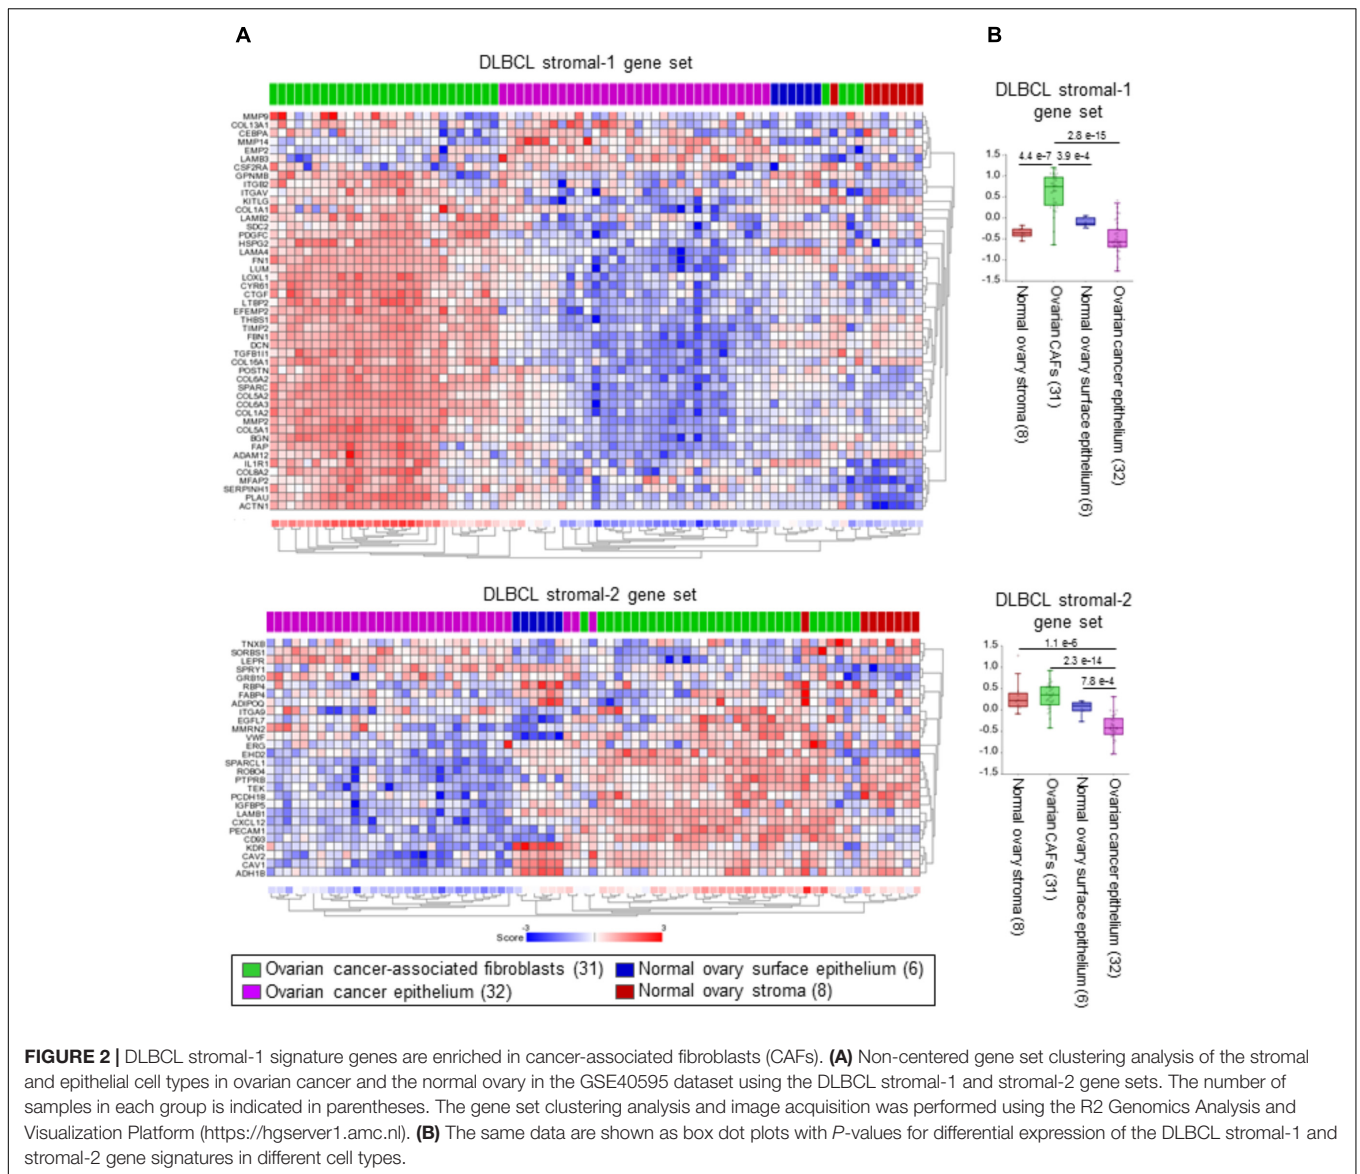 A
B
DLBCL stromal-1 gene set
MMP9
COL13A1
CEBPA
MMP14
EMP2
LAMB3
CSF2RA
GPNMB
ITGB2
ITGAV
KITLG
COL1A1
LAMB2
SDC2
PDGFC
HSPG2
LAMA4
FN1
LUM
LOXL1
CYR61
CTGF
LTBP2
EFEMP2
THBS1
TIMP2
FBN1
DCN
TGFB1I1
COL16A1
POSTN
COL6A2
SPARC
COL5A2
COL6A3
COL1A2
MMP2
COL5A1
BGN
FAP
ADAM12
IL1R1
COL8A2
MFAP2
SERPINH1
PLAU
ACTN1
DLBCL stromal-1
gene set
2.8 e-15
4.4 e-7 3.9 e-4
1.5
1.0
0.5
0.0
-0.5
-1.0
-1.5
Normal ovary stroma (8)
Ovarian CAFs (31)
Normal ovary surface epithelium (6)
Ovarian cancer epithelium (32)
DLBCL stromal-2 gene set
TNXB
SORBS1
LEPR
SPRY1
GRB10
RBP4
FABP4
ADIPOQ
ITGA9
EGFL7
MMRN2
VWF
ERG
EHD2
SPARCL1
ROBO4
PTPRB
TEK
PCDH18
IGFBP5
LAMB1
CXCL12
PECAM1
CD93
KDR
CAV2
CAV1
ADH1B
DLBCL stromal-2
gene set
1.1 e-6
2.3 e-14
7.8 e-4
1.5
1.0
0.5
0.0
-0.5
-1.0
-1.5
Normal ovary stroma (8)
Ovarian CAFs (31)
Normal ovary surface epithelium (6)
Ovarian cancer epithelium (32)
-3 3
Score
Ovarian cancer-associated fibroblasts (31) Normal ovary surface epithelium (6)
Ovarian cancer epithelium (32) Normal ovary stroma (8)
FIGURE 2 | DLBCL stromal-1 signature genes are enriched in cancer-associated fibroblasts (CAFs). (A) Non-centered gene set clustering analysis of the stromal
and epithelial cell types in ovarian cancer and the normal ovary in the GSE40595 dataset using the DLBCL stromal-1 and stromal-2 gene sets. The number of
samples in each group is indicated in parentheses. The gene set clustering analysis and image acquisition was performed using the R2 Genomics Analysis and
Visualization Platform (https://hgserver1.amc.nl). (B) The same data are shown as box dot plots with P-values for differential expression of the DLBCL stromal-1 and
stromal-2 gene signatures in different cell types.